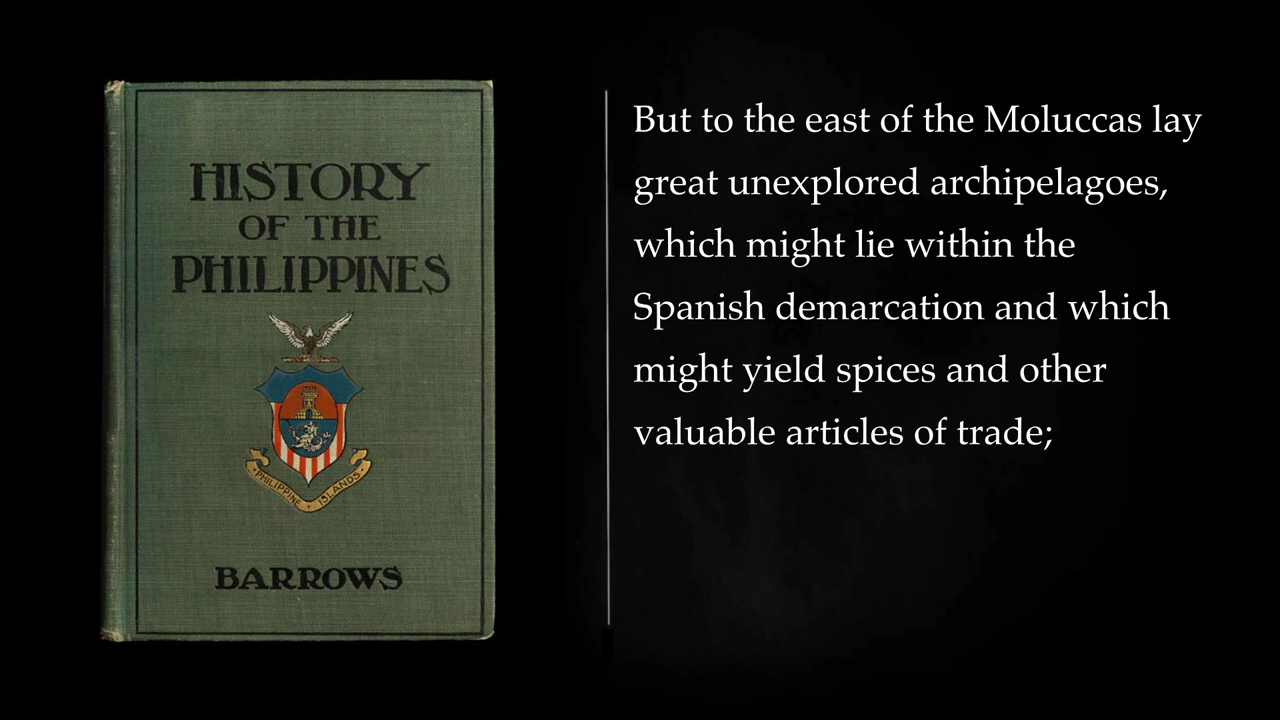 HISTORY
OF THE
PHILIPPINES
PHILIPPINE ISLANDS
BARROWS
But to the east of the Moluccas lay
great unexplored archipelagoes,
which might lie within the
Spanish demarcation and which
might yield spices and other
valuable articles of trade;